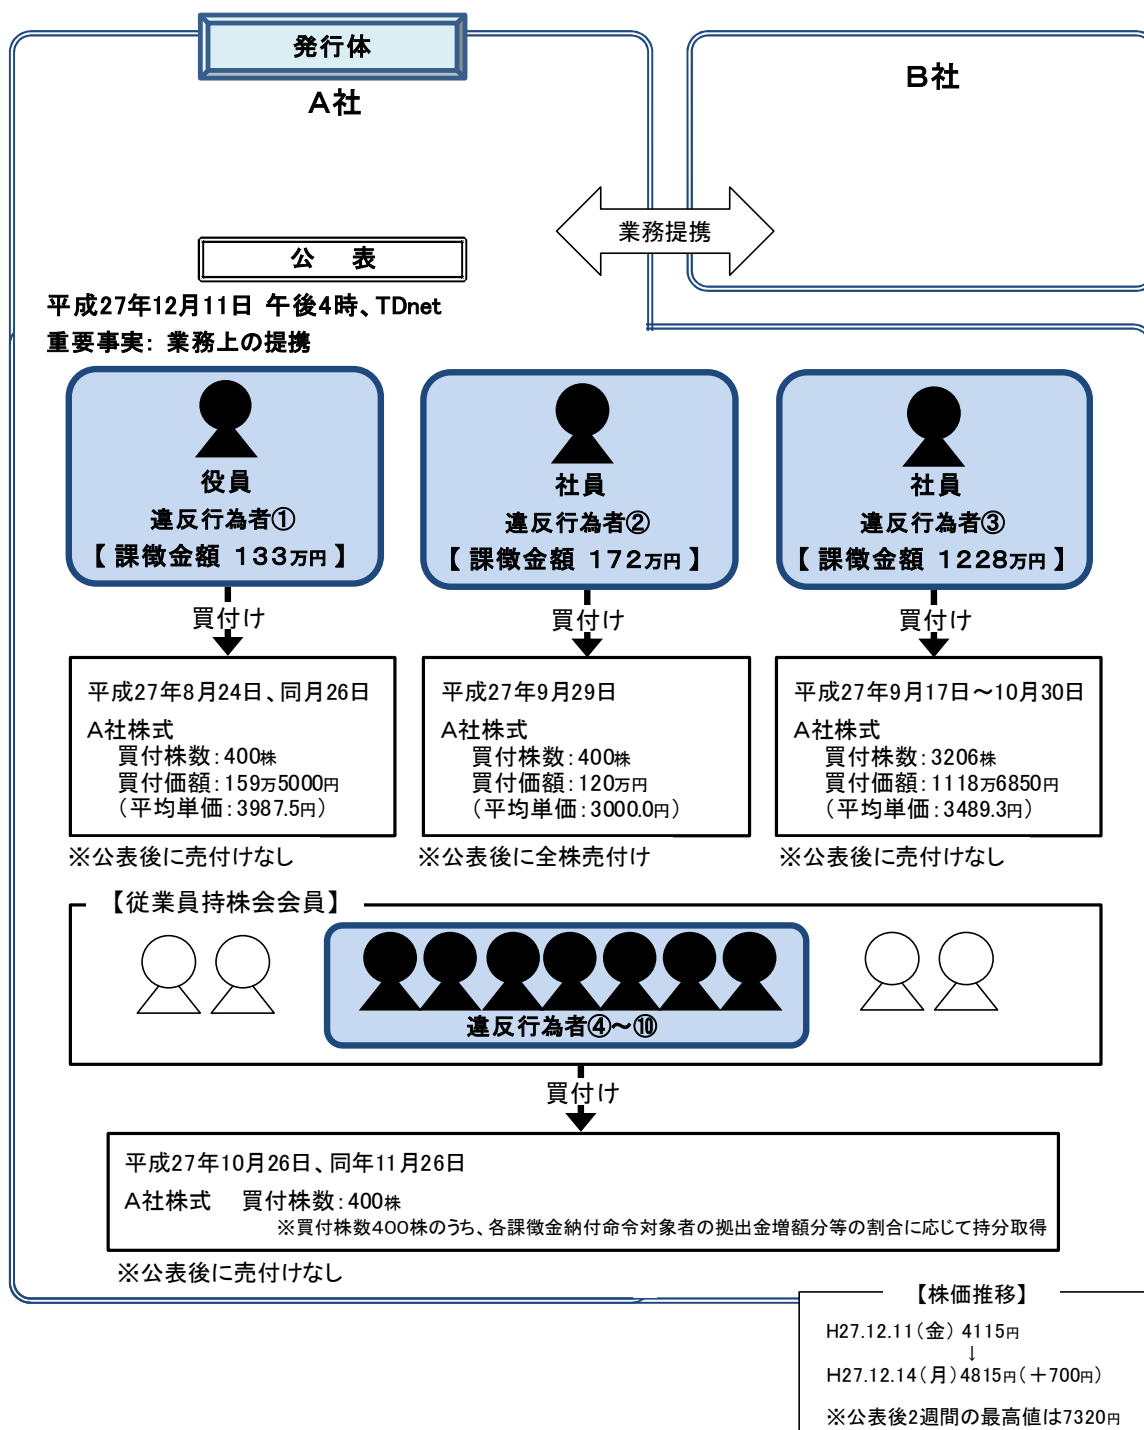 発行体
A社
B社
業務提携
公　表
平成27年12月11日 午後4時、TDnet
重要事実： 業務上の提携
役員
違反行為者①
【 課徴金額 133万円 】
社員
違反行為者②
【 課徴金額 172万円 】
社員
違反行為者③
【 課徴金額 1228万円 】
買付け
買付け
買付け
平成27年8月24日、同月26日
A社株式
買付株数：400株
買付価額：159万5000円
（平均単価：3987.5円）
※公表後に売付けなし
平成27年9月29日
A社株式
買付株数：400株
買付価額：120万円
（平均単価：3000.0円）
※公表後に全株売付け
平成27年9月17日～10月30日
A社株式
買付株数：3206株
買付価額：1118万6850円
（平均単価：3489.3円）
※公表後に売付けなし
【従業員持株会会員】
違反行為者④～⑩
買付け
平成27年10月26日、同年11月26日
A社株式　買付株数：400株
※買付株数400株のうち、各課徴金納付命令対象者の拠出金増額分等の割合に応じて持分取得
※公表後に売付けなし
【株価推移】
H27.12.11（金） 4115円
↓
H27.12.14（月）4815円（＋700円）
※公表後2週間の最高値は7320円